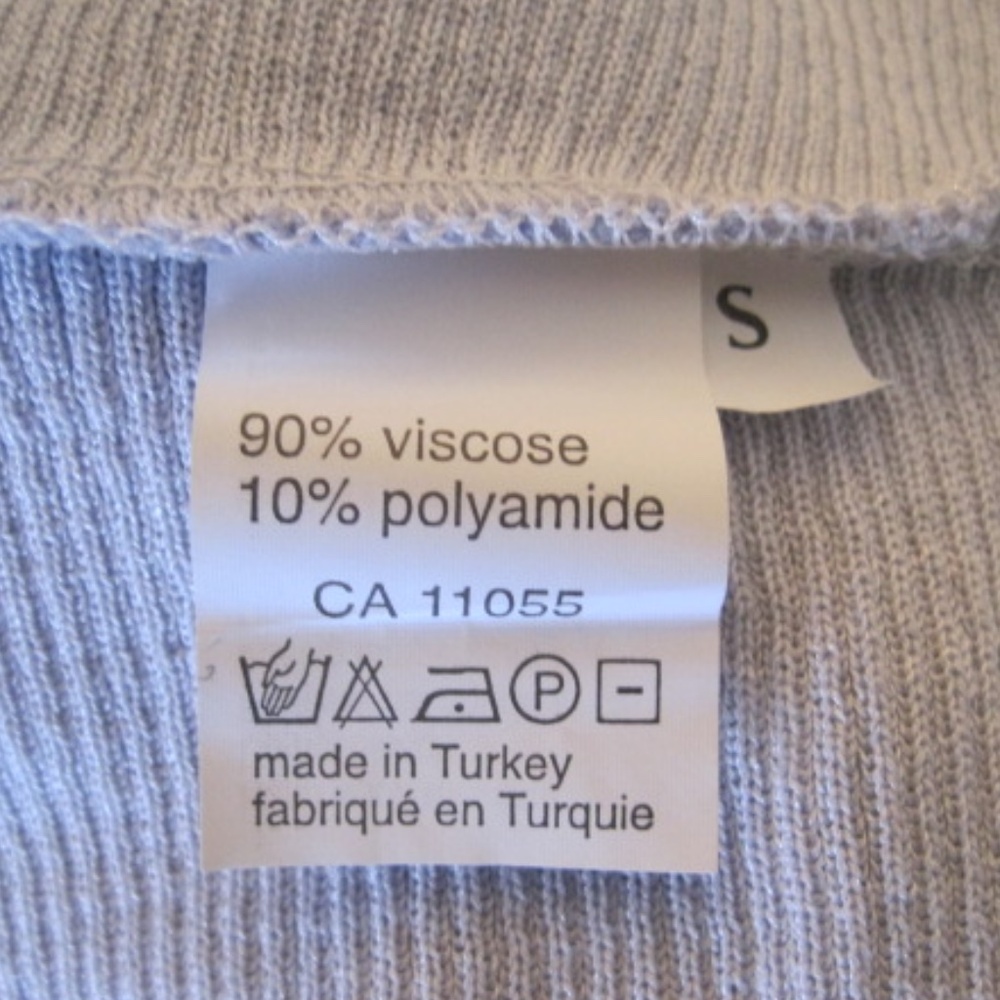 S
90% viscose
10% polyamide
CA 11055
P
made in Turkey
fabriqué en Turquie